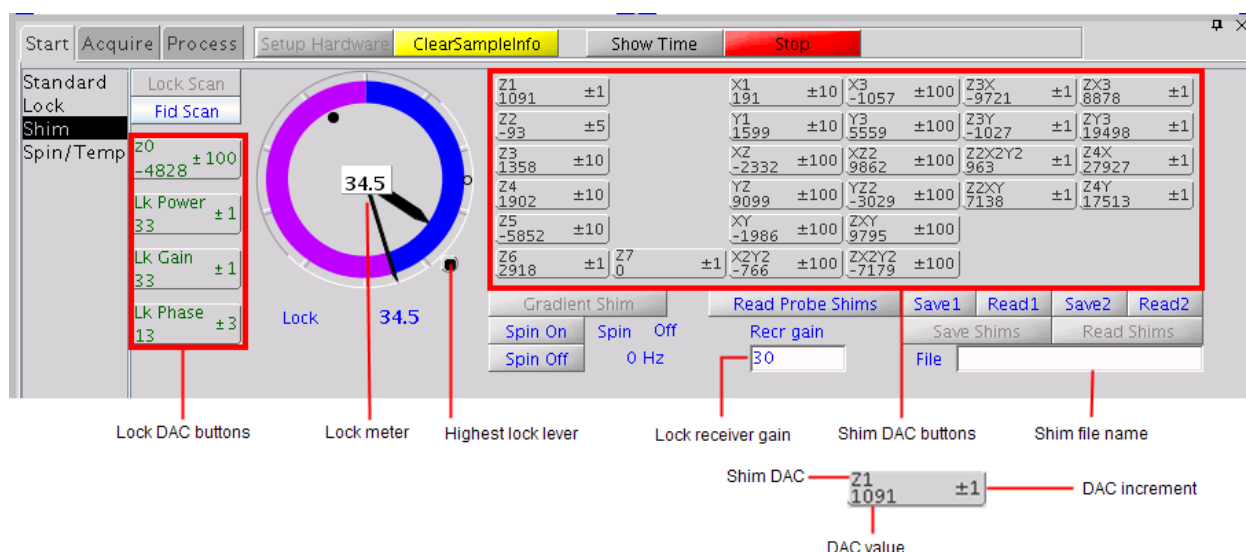 Start Acquire Process Setup Hardware ClearSampleInfo Show Time Stop
Standard
Lock
Shim
Spin/Temp
Lock Scan
Fid Scan
z0
-4828 ±100
Lk Power
33 ±1
Lk Gain
33 ±1
Lk Phase
13 ±3
34.5
Lock 34.5
Z1
1091 ±1
X1
191 ±10
X3
-1057 ±100
Z3X
-9721 ±1
ZX3
8878 ±1
Z2
-93 ±5
Y1
1599 ±10
Y3
5559 ±100
Z3Y
-1027 ±1
ZY3
19498 ±1
Z3
1358 ±10
XZ
-2332 ±100
XZ2
9862 ±100
Z2X2Y2
963 ±1
Z4X
27927 ±1
Z4
1902 ±10
YZ
9099 ±100
YZ2
-3029 ±100
Z2XY
7138 ±1
Z4Y
17513 ±1
Z5
-5852 ±10
XY
-1986 ±100
ZXY
9795 ±100
Z6
2918 ±1
Z7
0 ±1
X2Y2
-766 ±100
ZX2Y2
-7179 ±100
Gradient Shim Read Probe Shims Save1 Read1 Save2 Read2
Spin On Spin Off Recr gain Save Shims Read Shims
Spin Off 0 Hz 30 File
Lock DAC buttons Lock meter Highest lock lever Lock receiver gain Shim DAC buttons Shim file name
Shim DAC
Z1
1091 ±1
DAC increment
DAC value